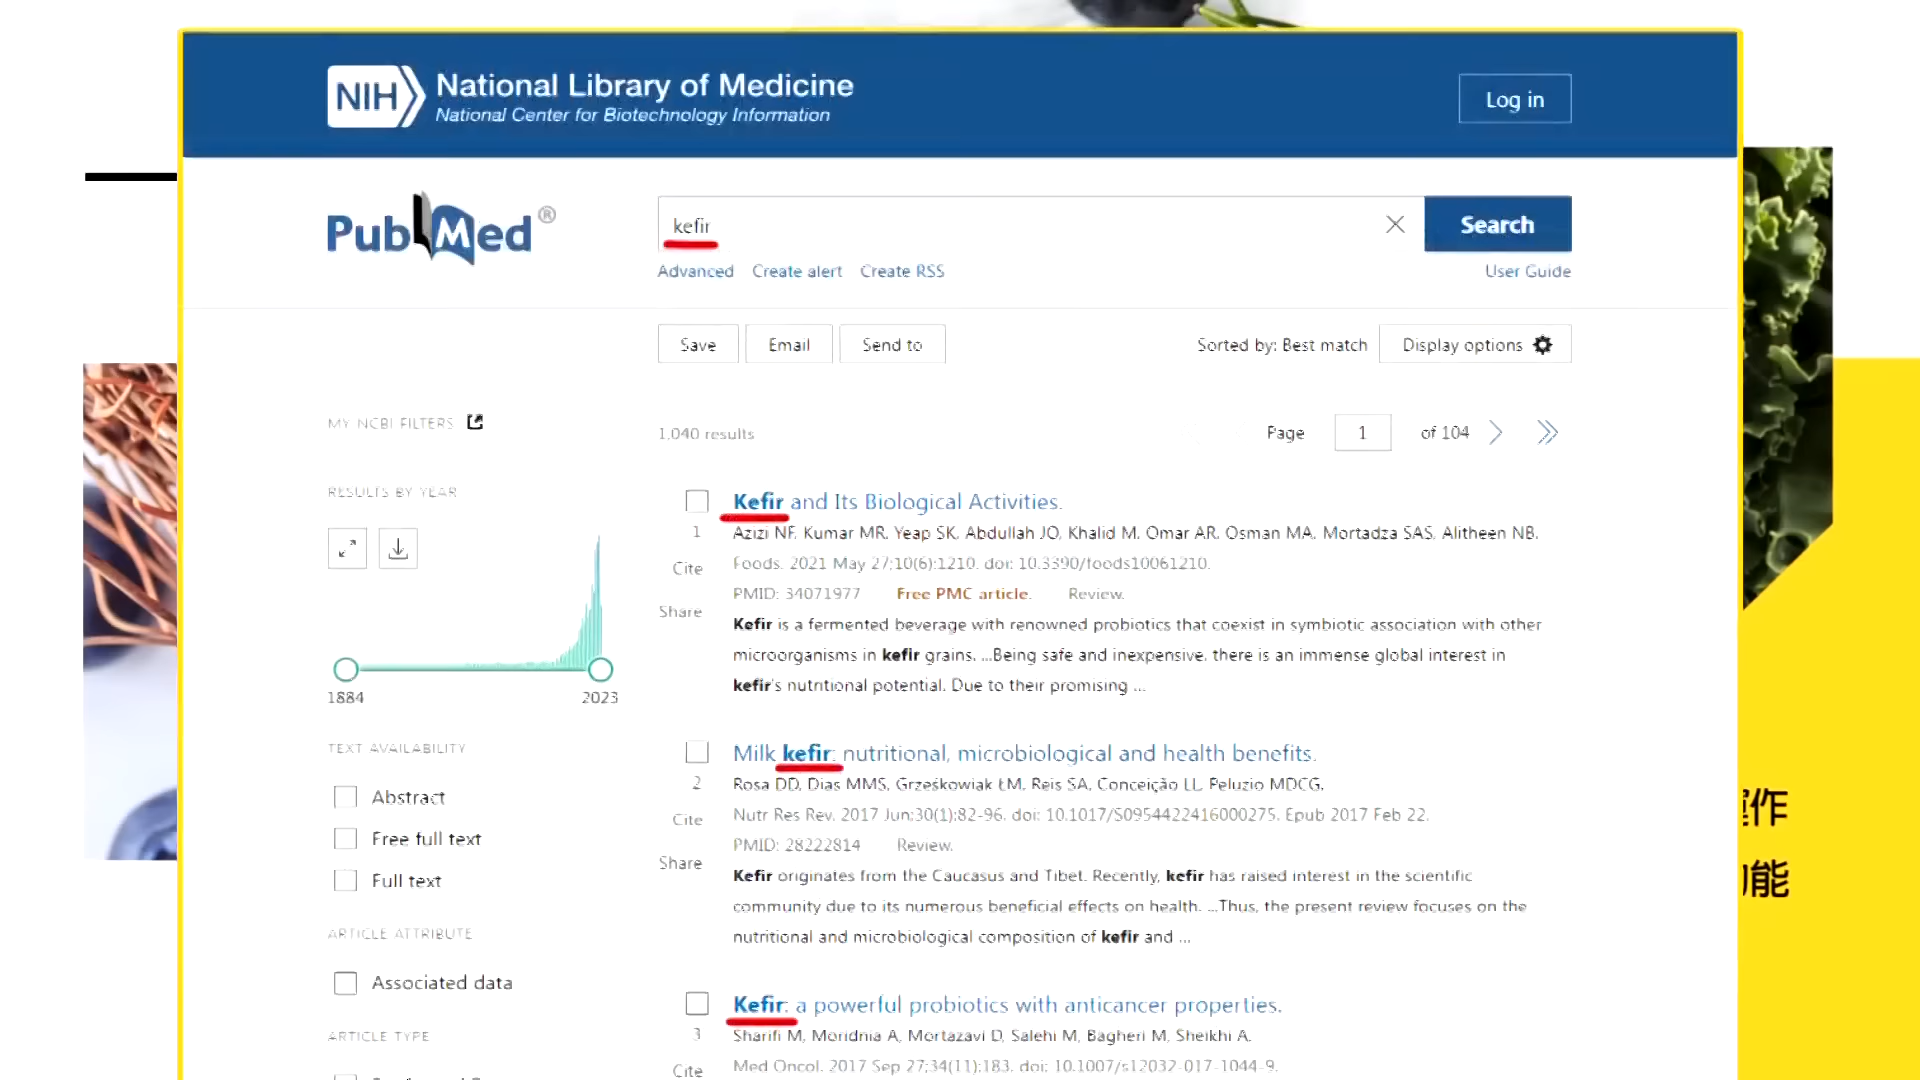 NIH National Library of Medicine
National Center for Biotechnology Information
Log in
PubMed®
kefir
Search
Advanced Create alert Create RSS
User Guide
Save Email Send to
Sorted by: Best match
Display options
MY NCBI FILTERS
1,040 results
Page 1 of 104
RESULTS BY YEAR
1884 2023
TEXT AVAILABILITY
Abstract
Free full text
Full text
ARTICLE ATTRIBUTE
Associated data
ARTICLE TYPE
Kefir and Its Biological Activities.
1
Azizi NF, Kumar MR, Yeap SK, Abdullah JO, Khalid M, Omar AR, Osman MA, Mortadza SAS, Alitheen NB.
Cite
Foods. 2021 May 27;10(6):1210. doi: 10.3390/foods10061210.
PMID: 34071977 Free PMC article. Review.
Share
Kefir is a fermented beverage with renowned probiotics that coexist in symbiotic association with other
microorganisms in kefir grains. ...Being safe and inexpensive, there is an immense global interest in
kefir's nutritional potential. Due to their promising ...
Milk kefir: nutritional, microbiological and health benefits.
2
Rosa DD, Dias MMS, Grześkowiak ŁM, Reis SA, Conceição LL, Peluzio MDCG.
Cite
Nutr Res Rev. 2017 Jun;30(1):82-96. doi: 10.1017/S0954422416000275. Epub 2017 Feb 22.
PMID: 28222814 Review.
Share
Kefir originates from the Caucasus and Tibet. Recently, kefir has raised interest in the scientific
community due to its numerous beneficial effects on health. ...Thus, the present review focuses on the
nutritional and microbiological composition of kefir and ...
Kefir: a powerful probiotics with anticancer properties.
3
Sharifi M, Moridnia A, Mortazavi D, Salehi M, Bagheri M, Sheikhi A.
Cite
Med Oncol. 2017 Sep 27;34(11):183. doi: 10.1007/s12032-017-1044-9.
作
能